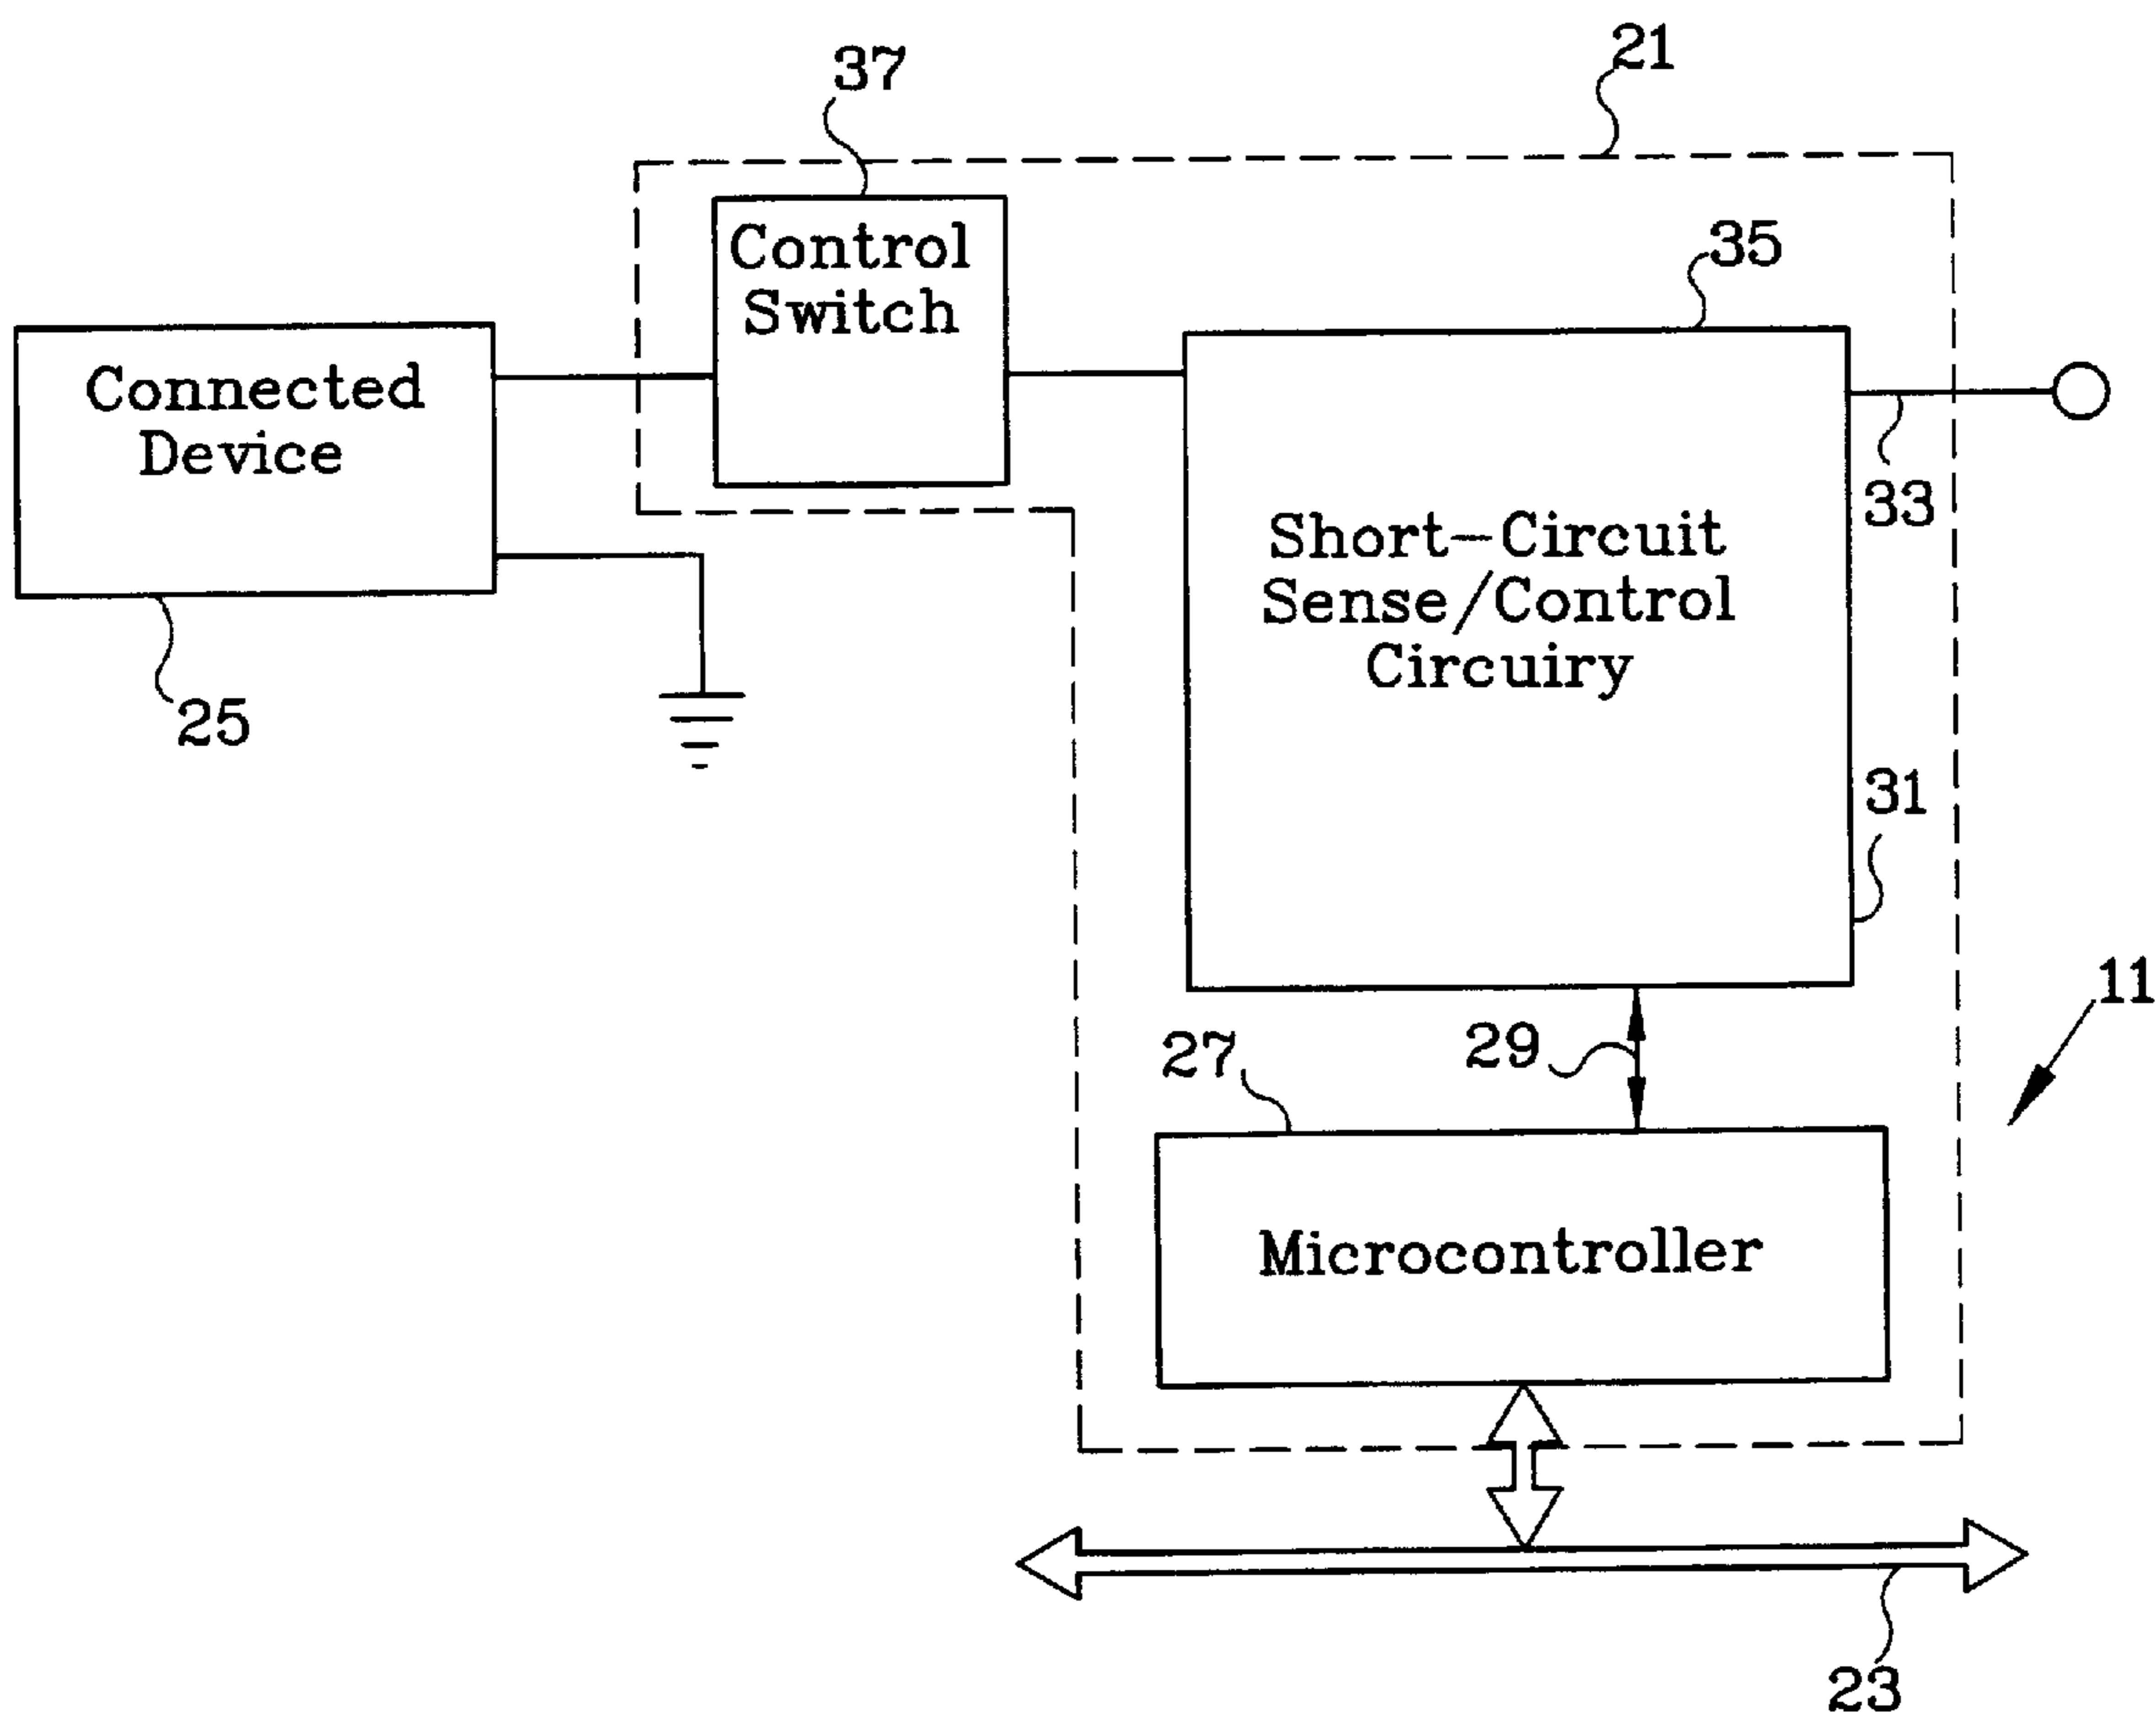 21
37
Control
Switch
35
Connected
Device
33
Short-Circuit
Sense/Control
Circuiry
25
31
11
29
27
Microcontroller
23